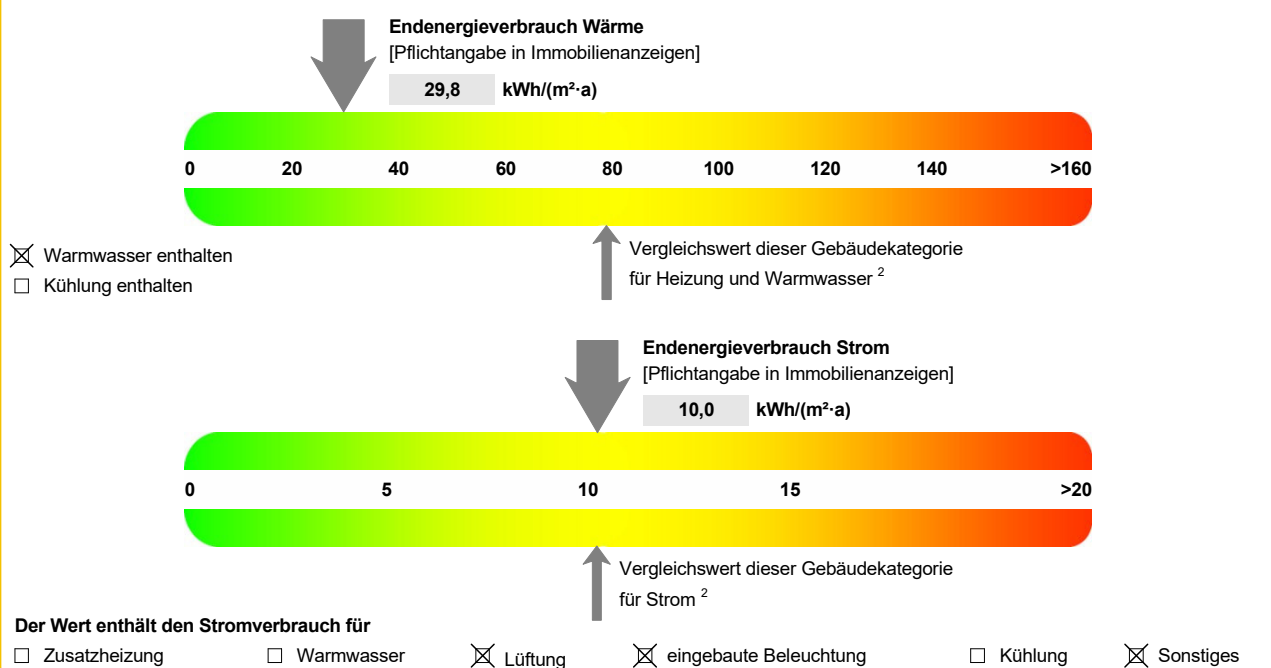 Endenergieverbrauch Wärme
[Pflichtangabe in Immobilienanzeigen]
29,8 kWh/(m²·a)
0 20 40 60 80 100 120 140 >160
☒ Warmwasser enthalten
☐ Kühlung enthalten
Vergleichswert dieser Gebäudekategorie
für Heizung und Warmwasser ²
Endenergieverbrauch Strom
[Pflichtangabe in Immobilienanzeigen]
10,0 kWh/(m²·a)
0 5 10 15 >20
Vergleichswert dieser Gebäudekategorie
für Strom ²
Der Wert enthält den Stromverbrauch für
☐ Zusatzheizung ☐ Warmwasser ☒ Lüftung ☒ eingebaute Beleuchtung ☐ Kühlung ☒ Sonstiges